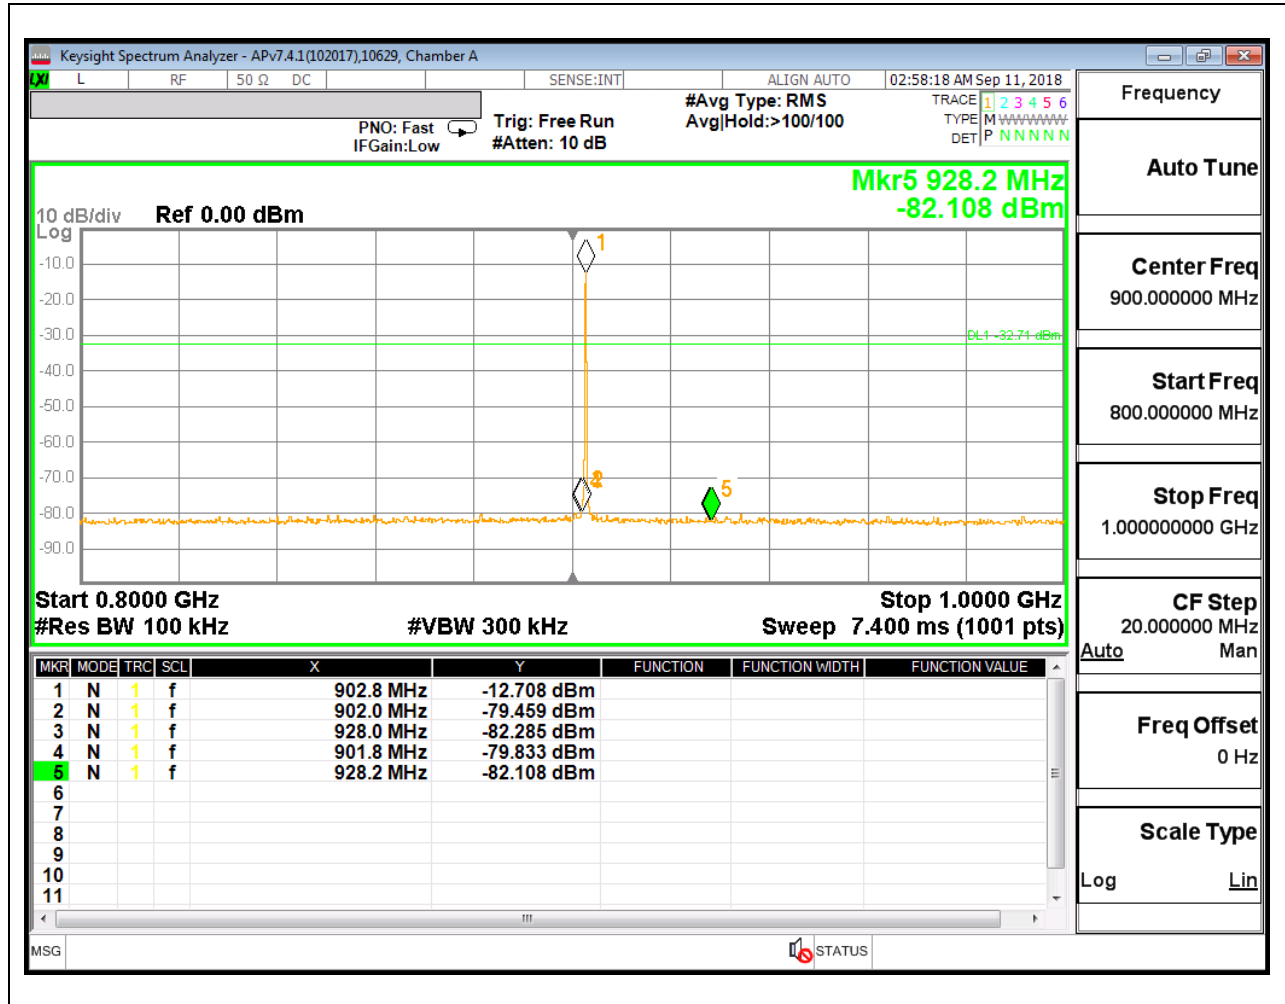 Keysight Spectrum Analyzer - APv7.4.1(102017),10629, Chamber A
LXI L RF 50 Ω DC SENSE:INT ALIGN AUTO 02:58:18 AM Sep 11, 2018
PNO: Fast
IFGain:Low
Trig: Free Run
#Atten: 10 dB
#Avg Type: RMS
Avg|Hold:>100/100
TRACE 1 2 3 4 5 6
TYPE M WWWWW
DET P N N N N N
Mkr5 928.2 MHz
-82.108 dBm
10 dB/div Ref 0.00 dBm
Log
1
-10.0
-20.0
-30.0
DL1 -32.71 dBm
-40.0
-50.0
-60.0
-70.0
5
-80.0
-90.0
Start 0.8000 GHz Stop 1.0000 GHz
#Res BW 100 kHz #VBW 300 kHz Sweep 7.400 ms (1001 pts)
MKR MODE TRC SCL X Y FUNCTION FUNCTION WIDTH FUNCTION VALUE
1 N 1 f 902.8 MHz -12.708 dBm
2 N 1 f 902.0 MHz -79.459 dBm
3 N 1 f 928.0 MHz -82.285 dBm
4 N 1 f 901.8 MHz -79.833 dBm
5 N 1 f 928.2 MHz -82.108 dBm
6
7
8
9
10
11
MSG STATUS
Frequency
Auto Tune
Center Freq
900.000000 MHz
Start Freq
800.000000 MHz
Stop Freq
1.000000000 GHz
CF Step
20.000000 MHz
Auto Man
Freq Offset
0 Hz
Scale Type
Log Lin